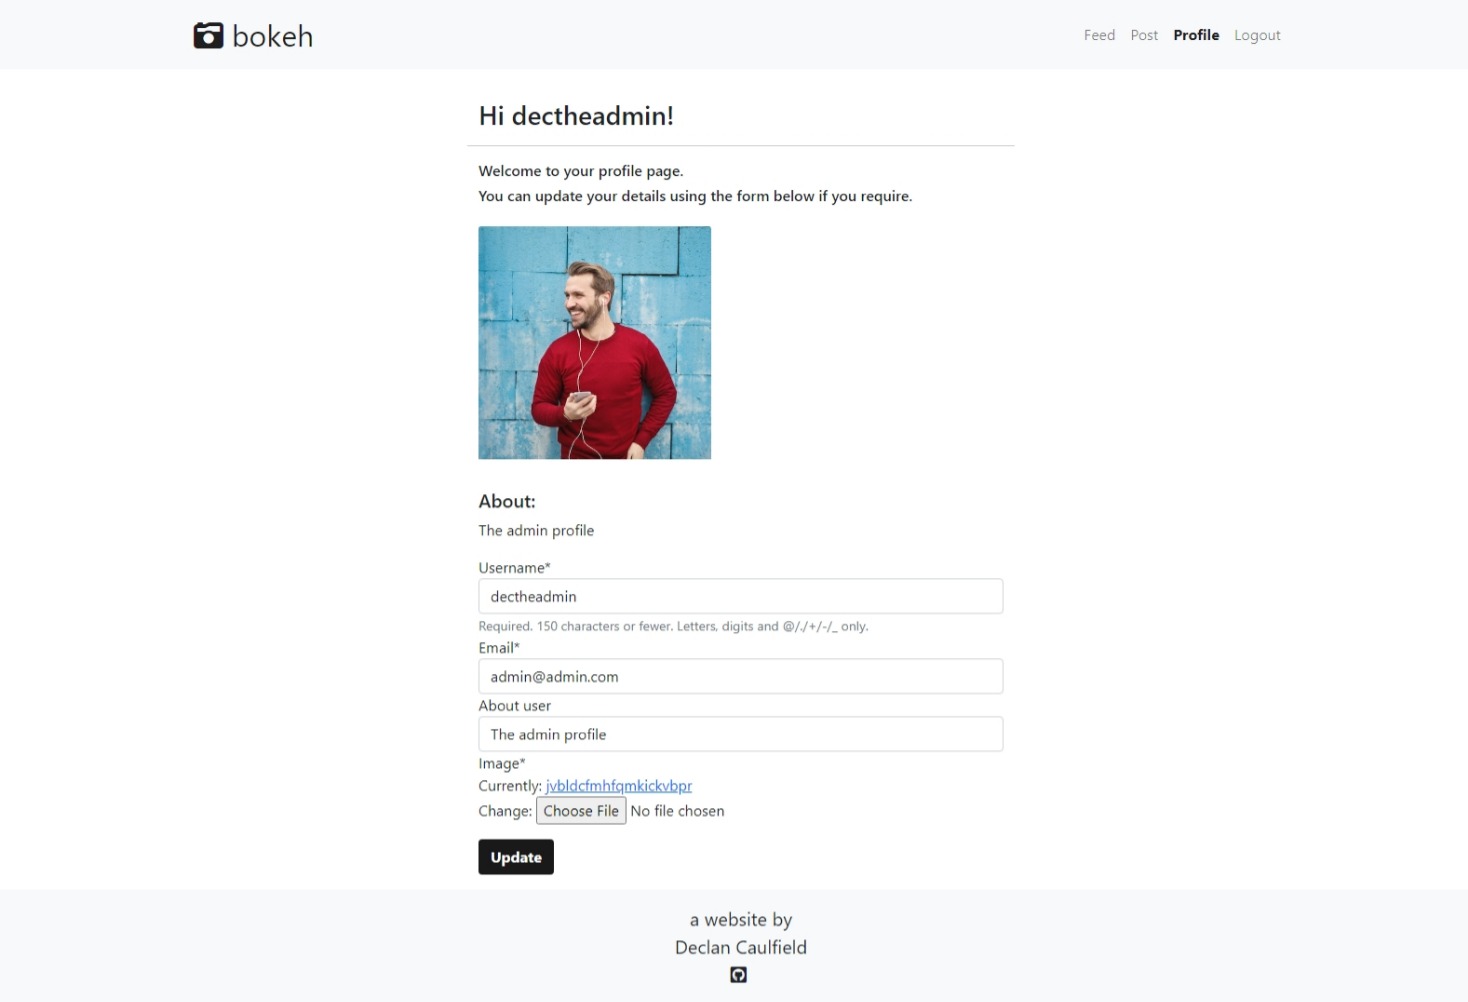 bokeh
Feed Post Profile Logout
Hi dectheadmin!
Welcome to your profile page.
You can update your details using the form below if you require.
About:
The admin profile
Username*
dectheadmin
Required. 150 characters or fewer. Letters, digits and @/./+/-/_ only.
Email*
admin@admin.com
About user
The admin profile
Image*
Currently: jvbldcfmhfqmkickvbpr
Change: Choose File No file chosen
Update
a website by
Declan Caulfield